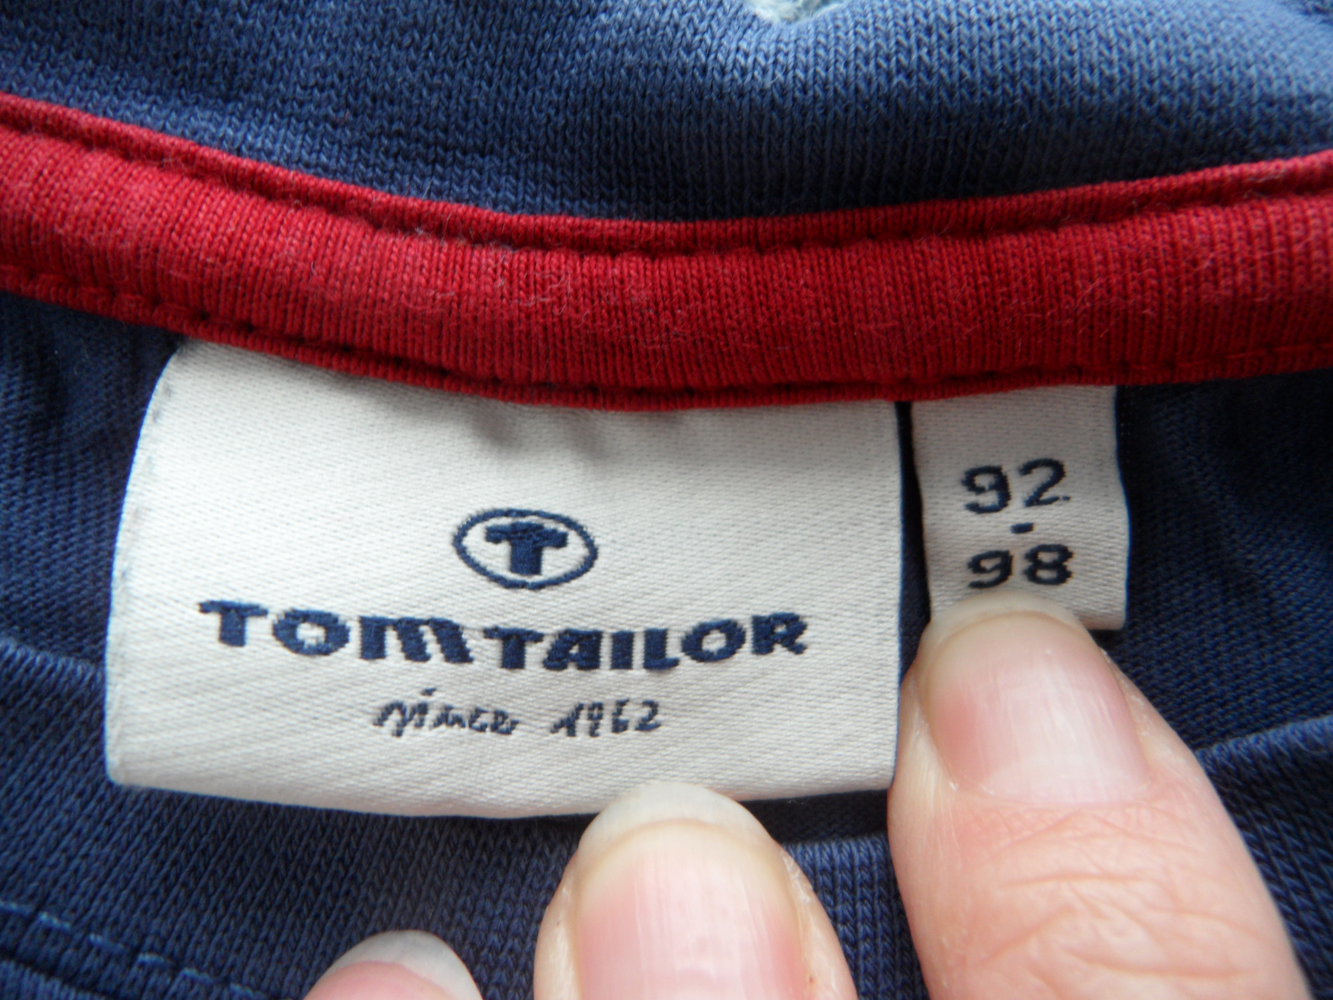 T
TOM TAILOR
since 1962
92
-
98